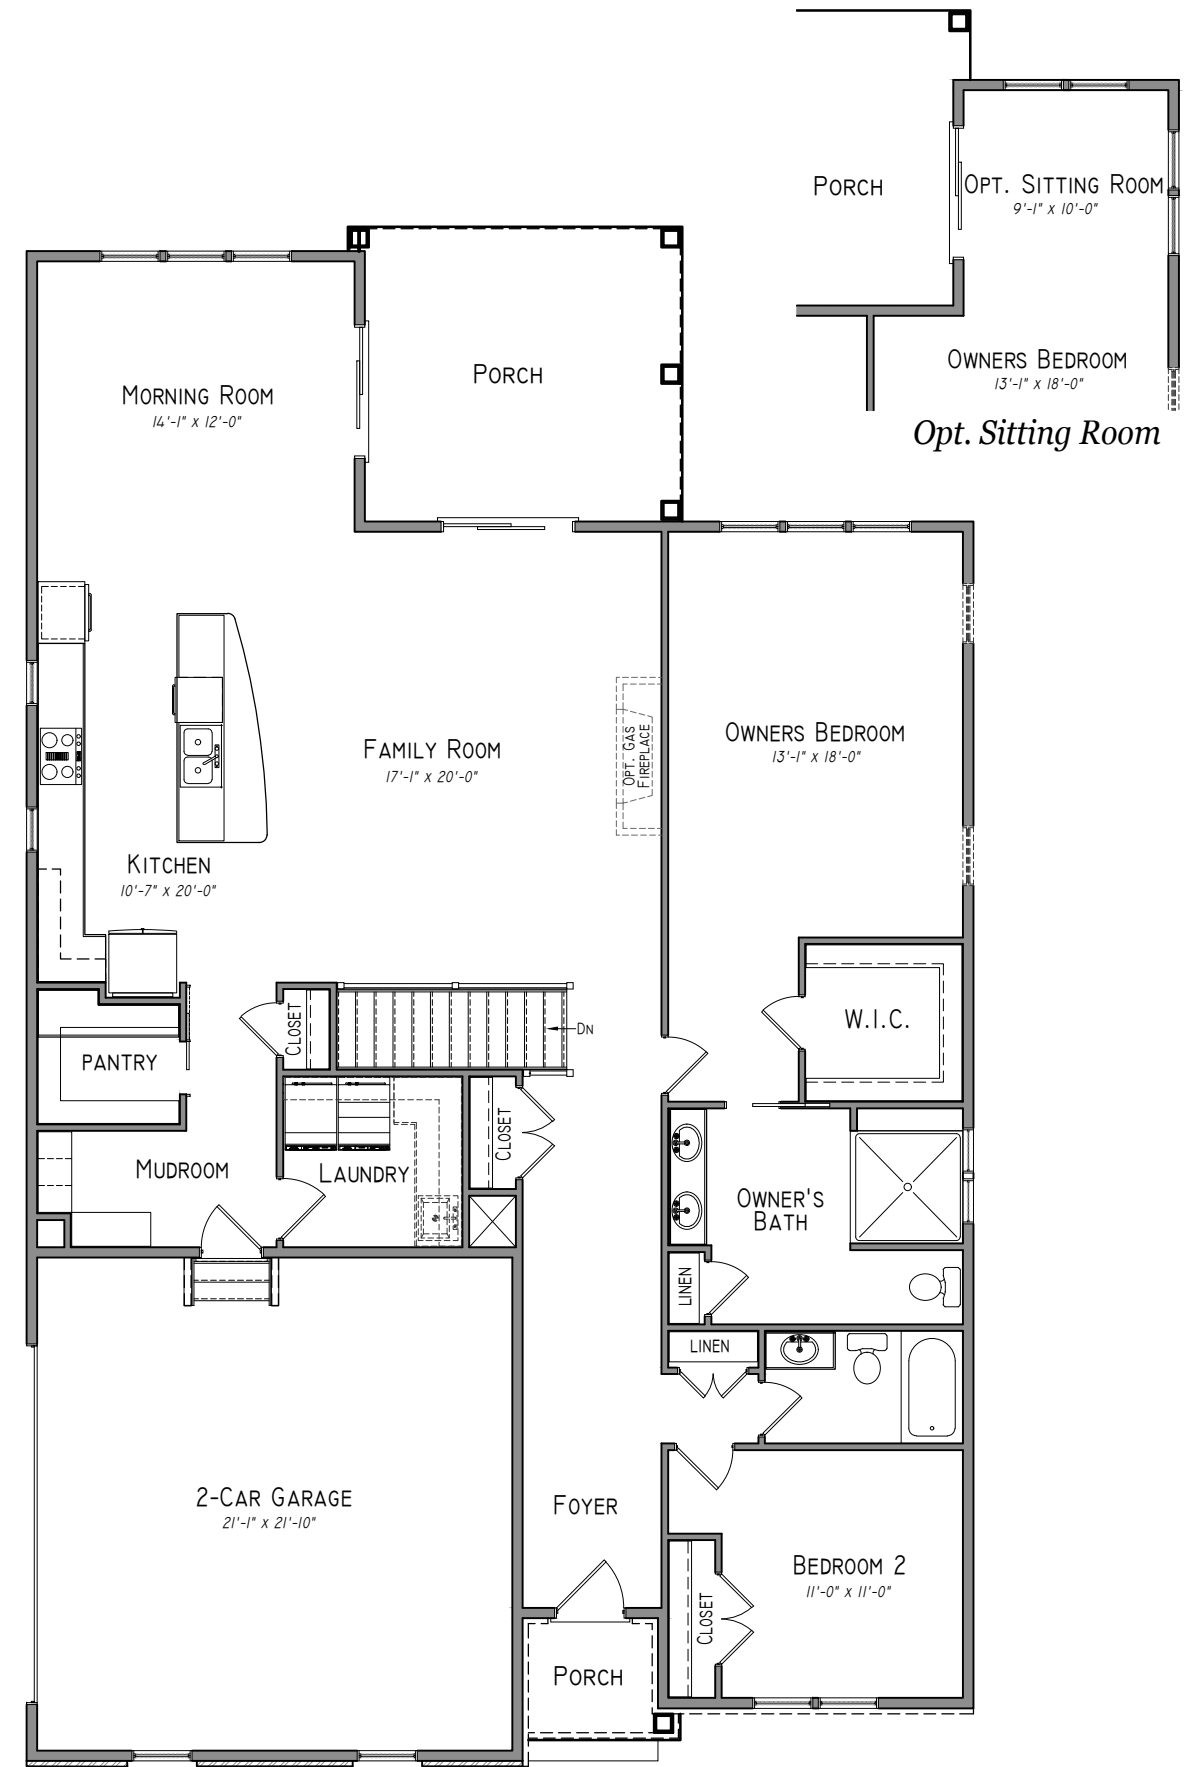 PORCH
OPT. SITTING ROOM
9'-1" X 10'-0"
OWNERS BEDROOM
13'-1" X 18'-0"
Opt. Sitting Room
PORCH
MORNING ROOM
14'-1" X 12'-0"
OWNERS BEDROOM
13'-1" X 18'-0"
FAMILY ROOM
17'-1" X 20'-0"
OPT. GAS
FIREPLACE
KITCHEN
10'-7" X 20'-0"
CLOSET
DN
W.I.C.
PANTRY
CLOSET
MUDROOM
LAUNDRY
OWNER'S
BATH
LINEN
LINEN
2-CAR GARAGE
21'-1" X 21'-10"
FOYER
BEDROOM 2
11'-0" X 11'-0"
CLOSET
PORCH